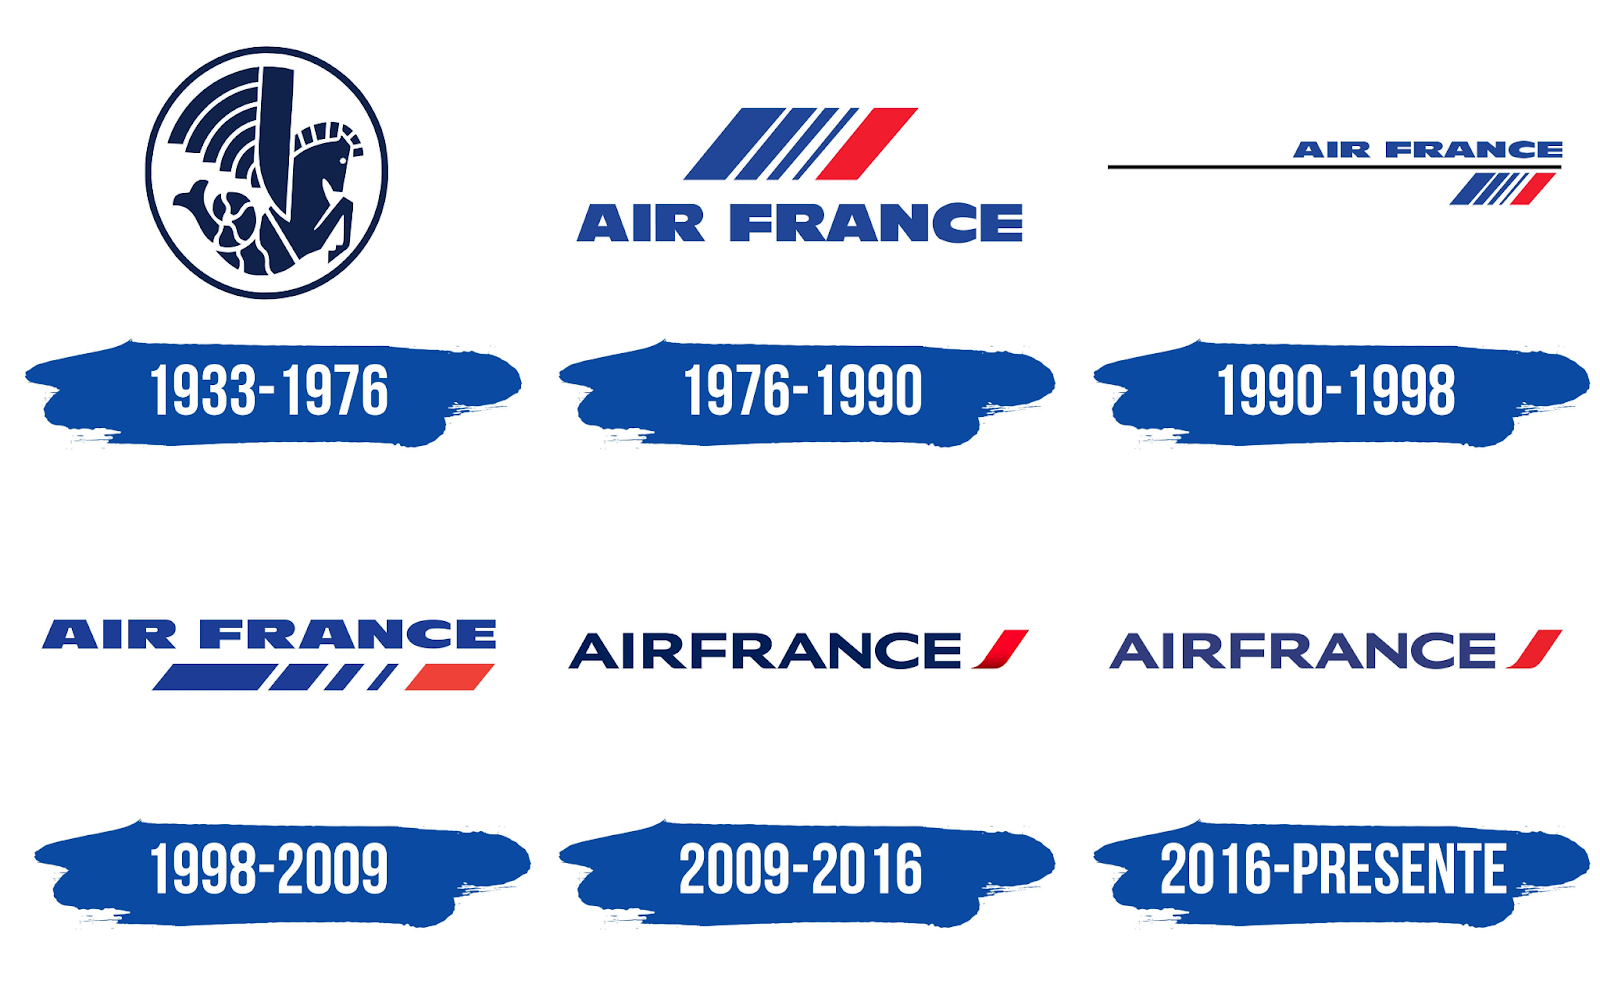 AIR FRANCE
AIR FRANCE
1933-1976
1976-1990
1990-1998
AIR FRANCE
AIRFRANCE
AIRFRANCE
1998-2009
2009-2016
2016-PRESENTE